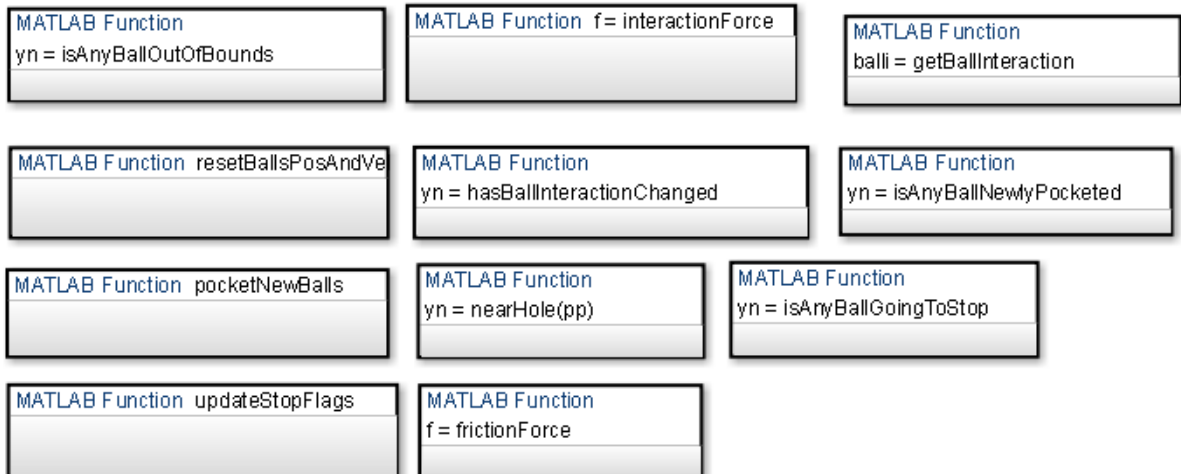 MATLAB Function
yn = isAnyBallOutOfBounds
MATLAB Function f = interactionForce
MATLAB Function
balli = getBallInteraction
MATLAB Function resetBallsPosAndVe
MATLAB Function
yn = hasBallInteractionChanged
MATLAB Function
yn = isAnyBallNewlyPocketed
MATLAB Function pocketNewBalls
MATLAB Function
yn = nearHole(pp)
MATLAB Function
yn = isAnyBallGoingToStop
MATLAB Function updateStopFlags
MATLAB Function
f = frictionForce